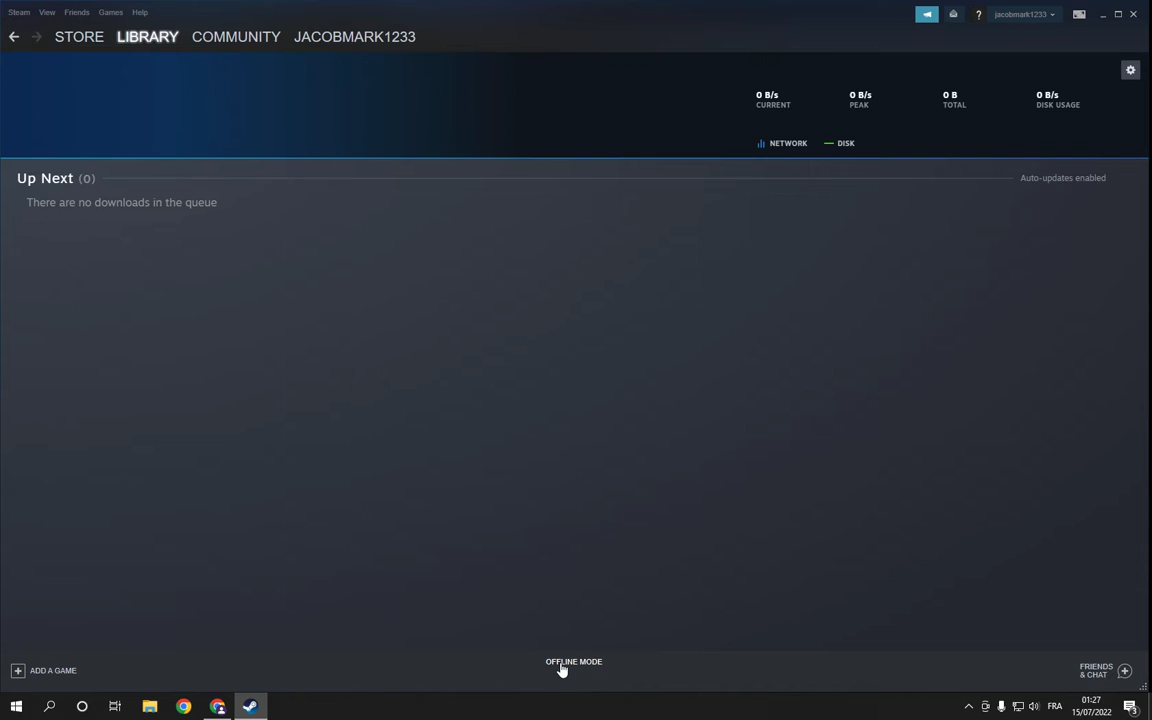 Steam View Friends Games Help
jacobmark1233
STORE LIBRARY COMMUNITY JACOBMARK1233
0 B/s 0 B/s 0 B 0 B/s
CURRENT PEAK TOTAL DISK USAGE
NETWORK DISK
Up Next (0)
Auto-updates enabled
There are no downloads in the queue
OFFLINE MODE
ADD A GAME
FRIENDS
& CHAT
01:27
FRA
15/07/2022
3